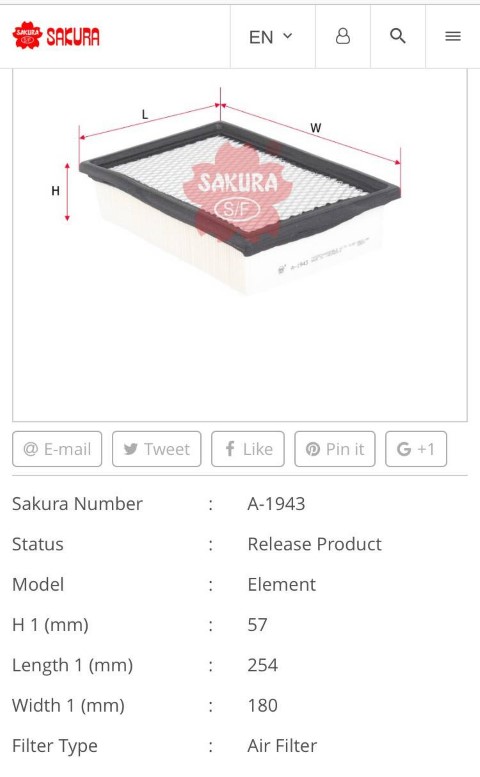 SAKURA
S/F
SAKURA
EN
L
W
H
SAKURA
S/F
A-1943
@ E-mail
Tweet
Like
Pin it
G +1
Sakura Number : A-1943
Status : Release Product
Model : Element
H 1 (mm) : 57
Length 1 (mm) : 254
Width 1 (mm) : 180
Filter Type : Air Filter